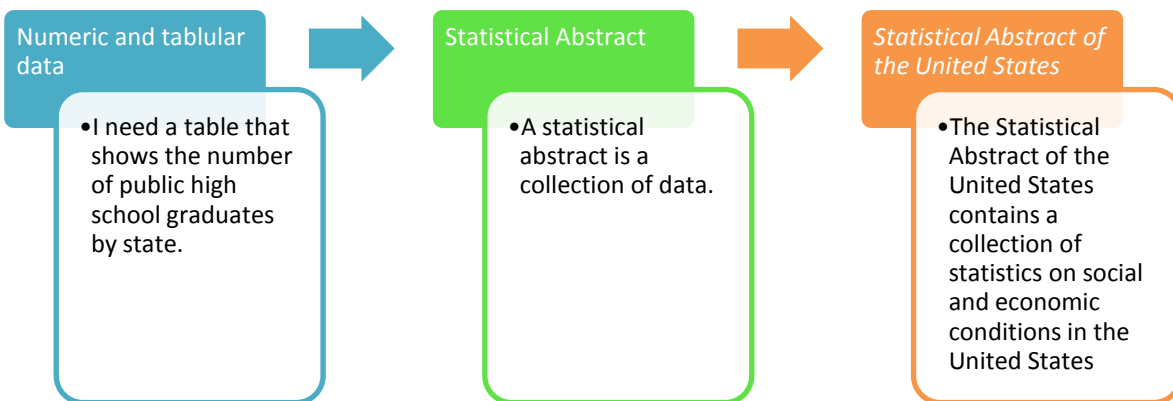 Numeric and tablular
data
•I need a table that
shows the number
of public high
school graduates
by state.
Statistical Abstract
•A statistical
abstract is a
collection of data.
Statistical Abstract of
the United States
•The Statistical
Abstract of the
United States
contains a
collection of
statistics on social
and economic
conditions in the
United States